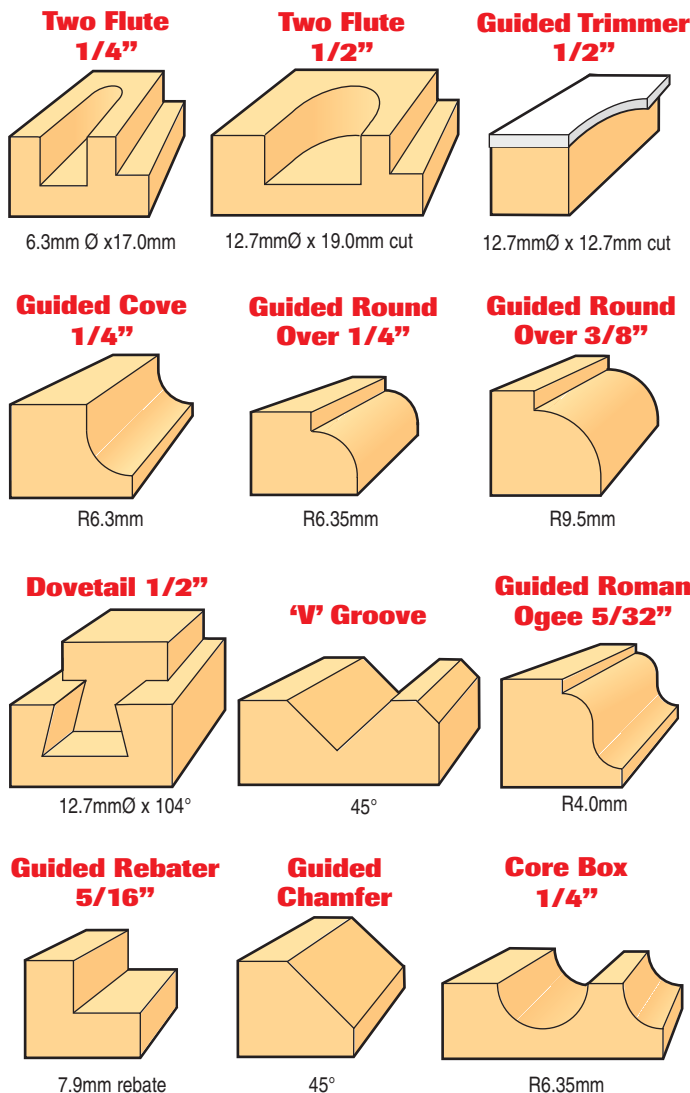 Two Flute
1/4”
Two Flute
1/2”
Guided Trimmer
1/2”
6.3mm Ø x17.0mm
12.7mmØ x 19.0mm cut
12.7mmØ x 12.7mm cut
Guided Cove
1/4”
Guided Round
Over 1/4”
Guided Round
Over 3/8”
R6.3mm
R6.35mm
R9.5mm
Dovetail 1/2”
‘V’ Groove
Guided Roman
Ogee 5/32”
12.7mmØ x 104°
45°
R4.0mm
Guided Rebater
5/16”
Guided
Chamfer
Core Box
1/4”
7.9mm rebate
45°
R6.35mm